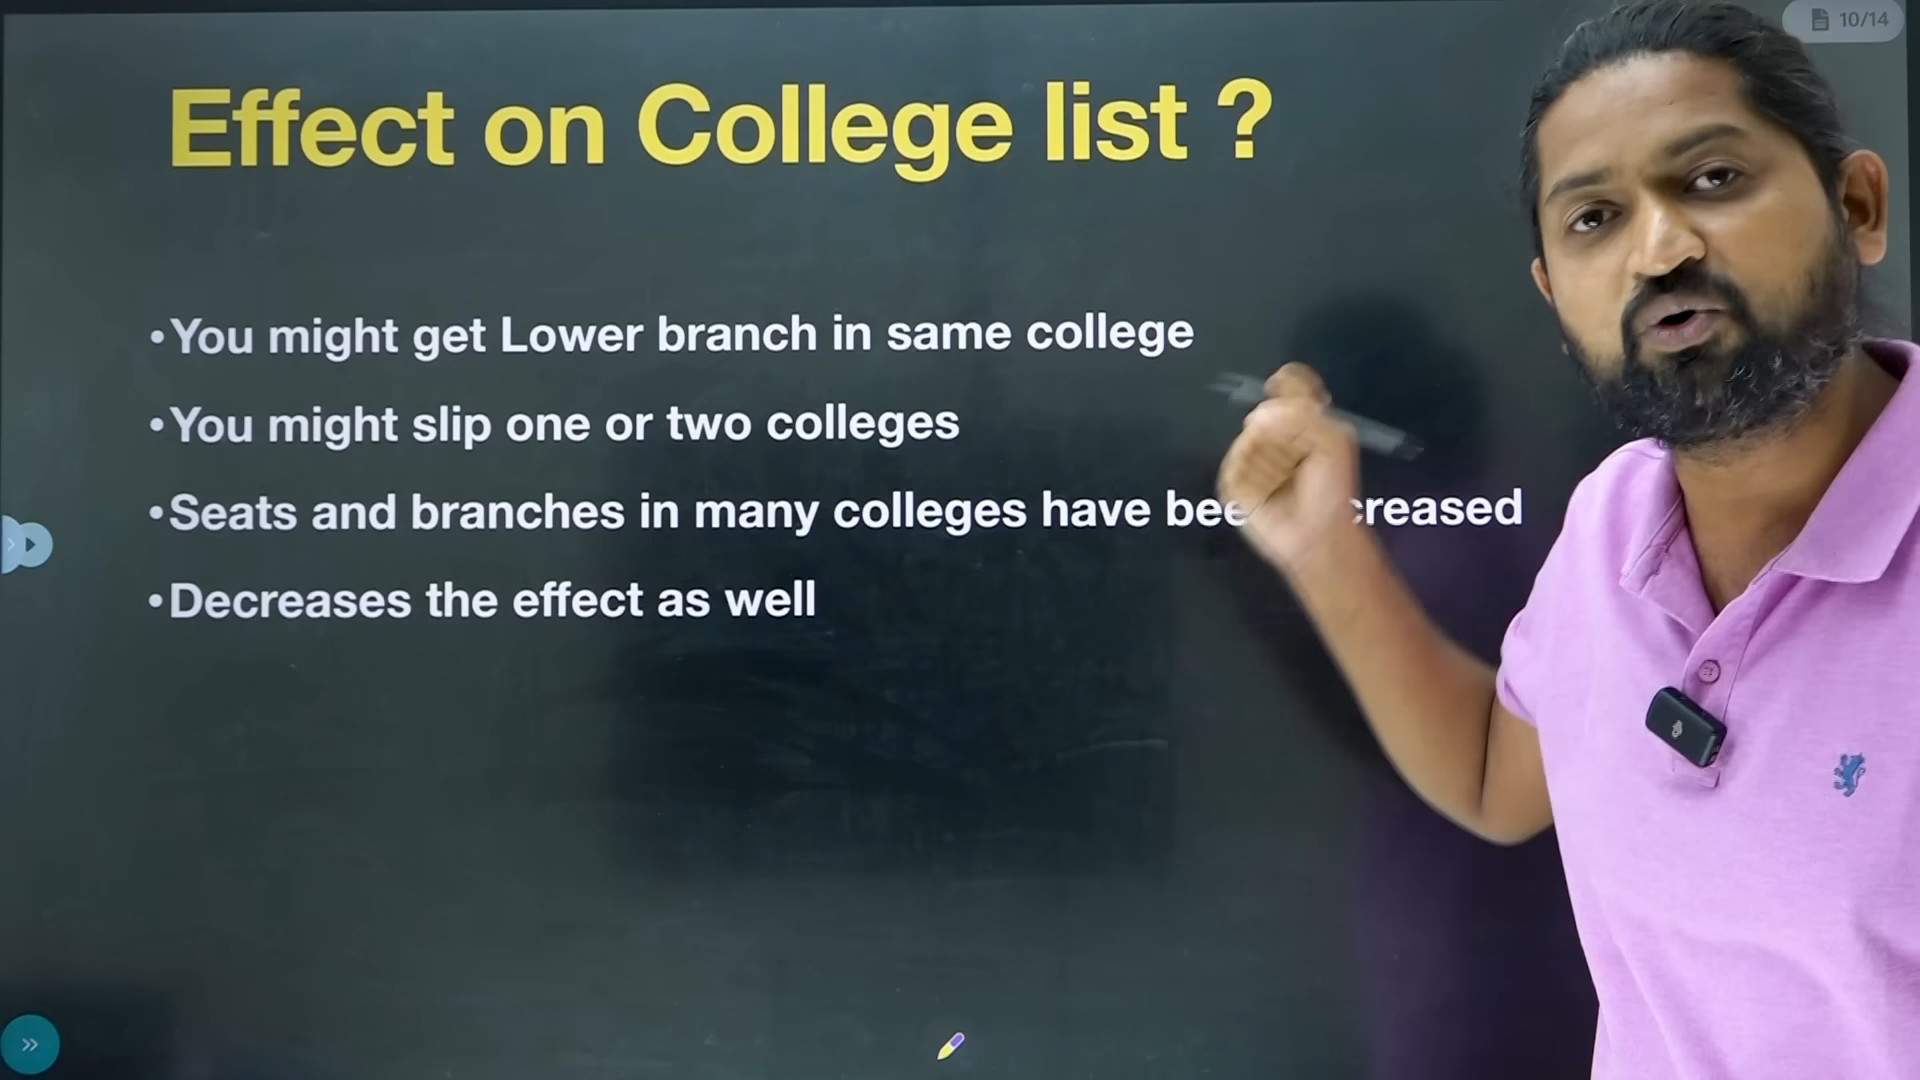 10/14
Effect on College list ?
•You might get Lower branch in same college
•You might slip one or two colleges
•Seats and branches in many colleges have
•Decreases the effect as well